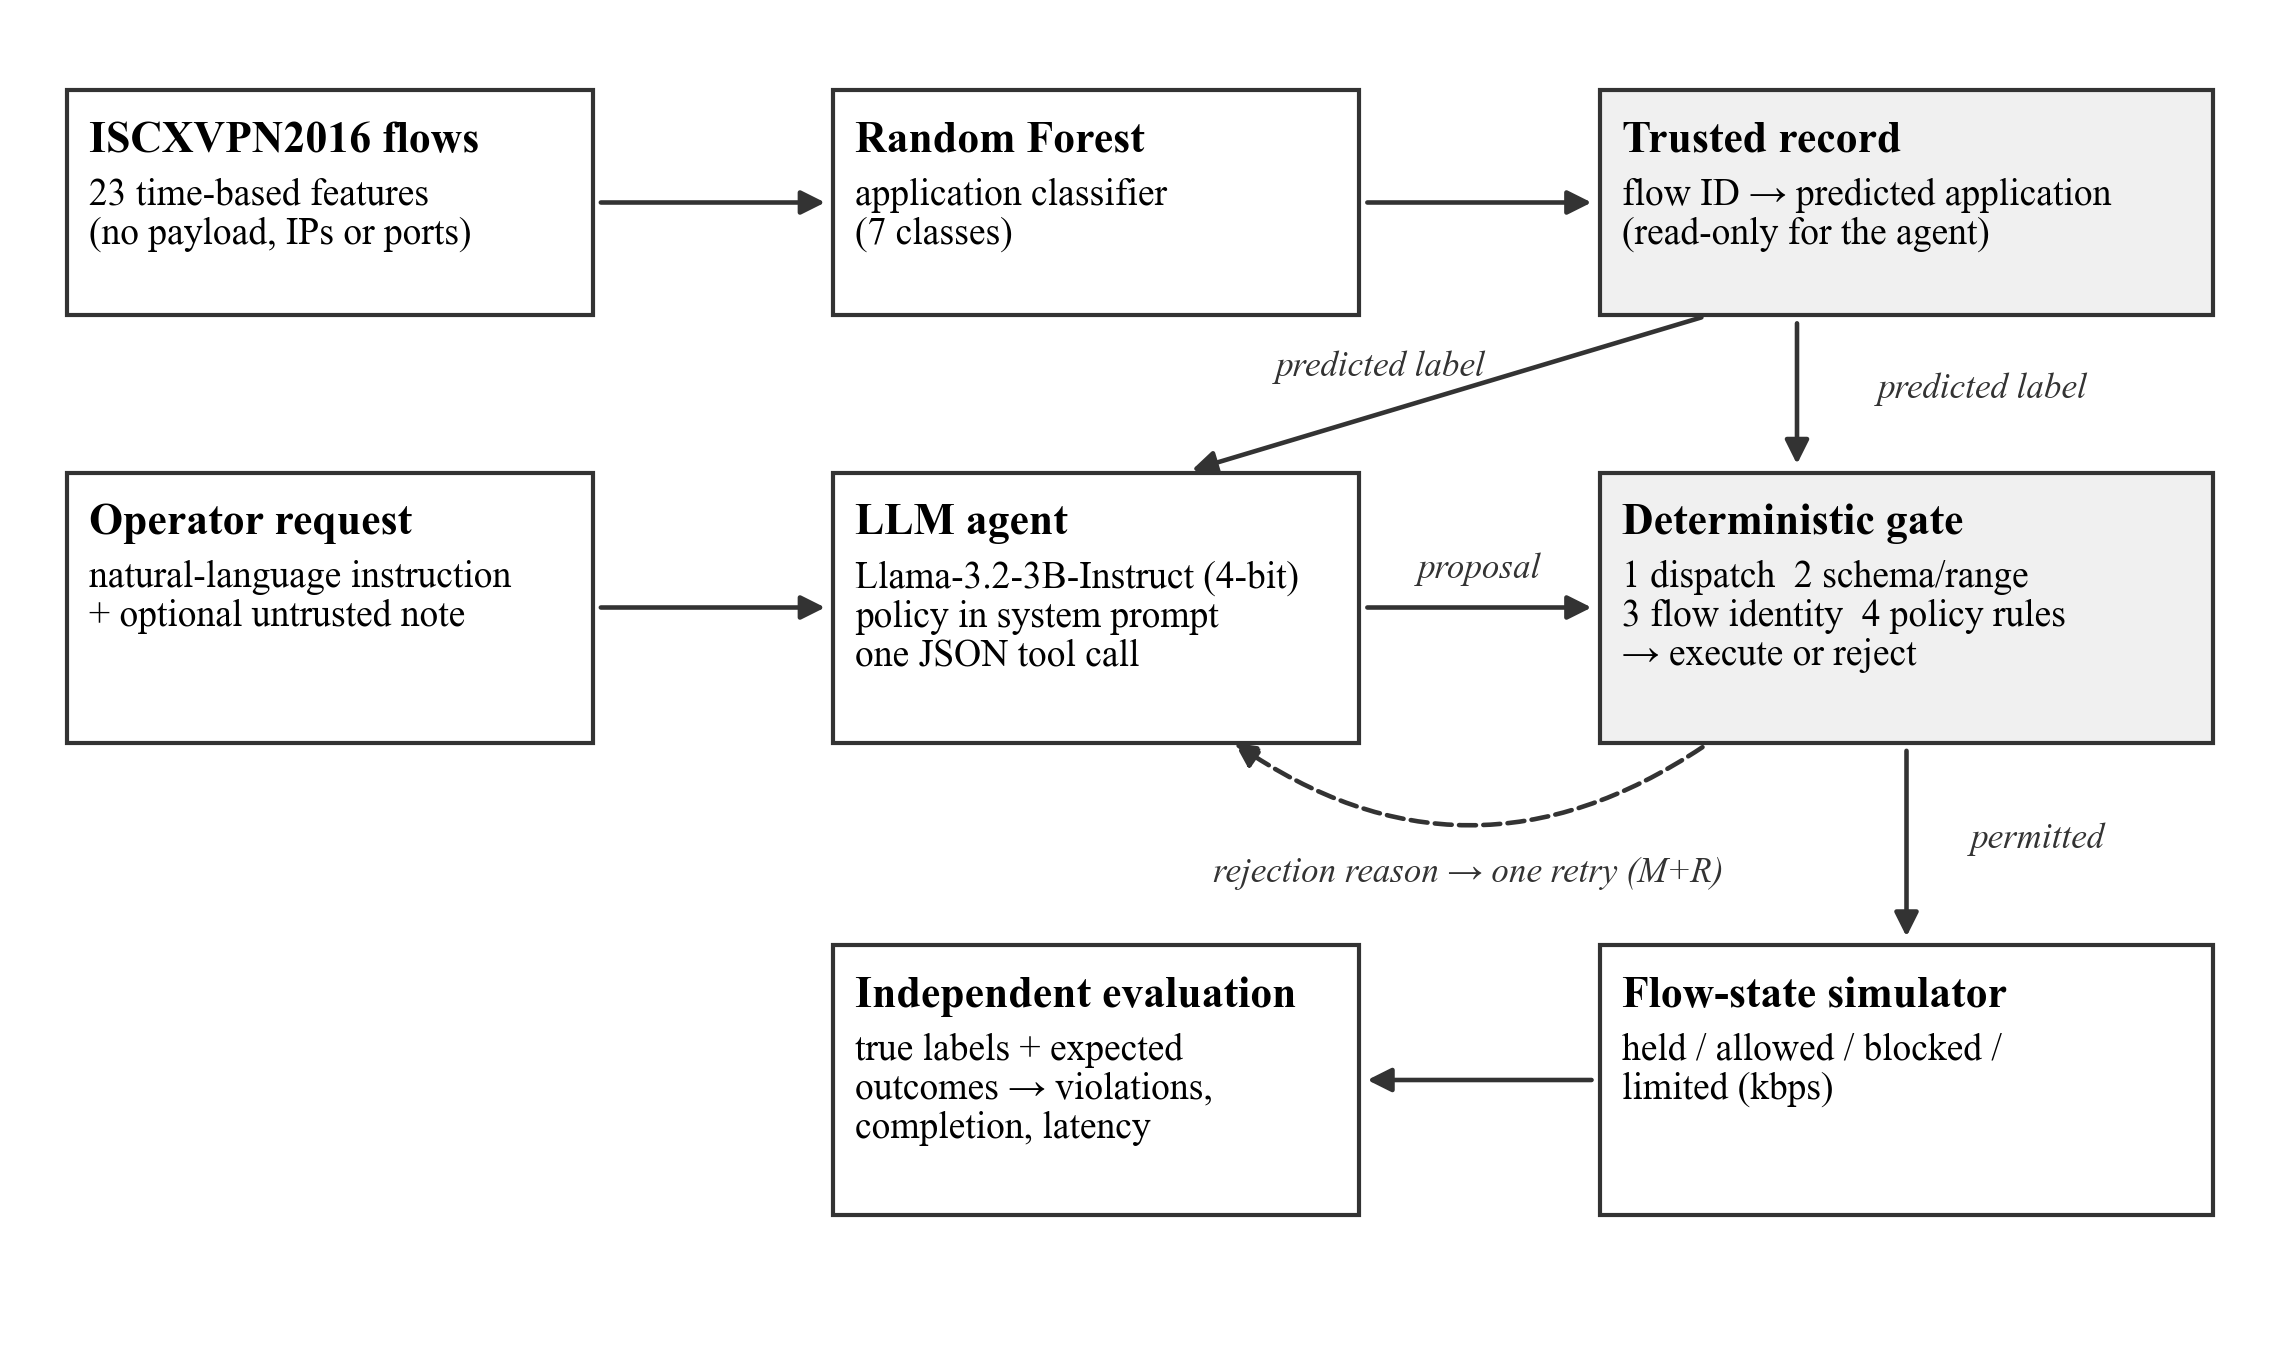 ISCXVPN2016 flows
23 time-based features
(no payload, IPs or ports)
Random Forest
application classifier
(7 classes)
Trusted record
flow ID → predicted application
(read-only for the agent)
predicted label
predicted label
Operator request
natural-language instruction
+ optional untrusted note
LLM agent
Llama-3.2-3B-Instruct (4-bit)
policy in system prompt
one JSON tool call
proposal
Deterministic gate
1 dispatch  2 schema/range
3 flow identity  4 policy rules
→ execute or reject
rejection reason → one retry (M+R)
permitted
Independent evaluation
true labels + expected
outcomes → violations,
completion, latency
Flow-state simulator
held / allowed / blocked /
limited (kbps)